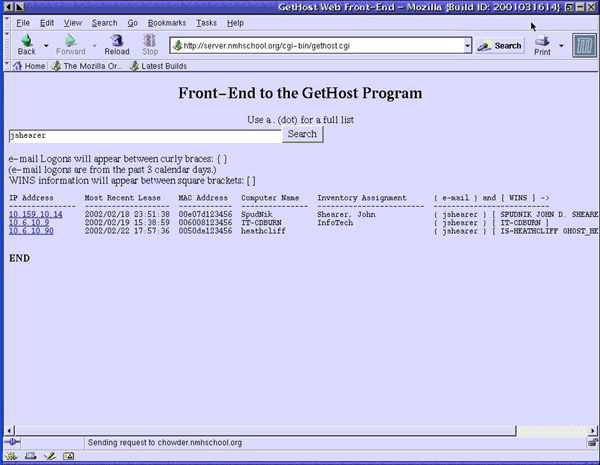 GetHost Web Front-End - Mozilla {Build ID: 2001031614}
File Edit View Search Go Bookmarks Tasks Help
Back Forward Reload Stop http://server.nmhschool.org/cgi-bin/gethost.cgi Search Print
Home The Mozilla Or... Latest Builds
Front-End to the GetHost Program
Use a . (dot) for a full list
jshearer Search
e-mail Logons will appear between curly braces: { }
(e-mail logons are from the past 3 calendar days.)
WINS information will appear between square brackets: [ ]
IP Address Most Recent Lease MAC Address Computer Name Inventory Assignment ( e-mail ) and [ WINS ] ->
10.159.10.14 2002/02/18 23:51:38 00e07d123456 SpudNik Shearer, John ( jshearer ) [ SPUDNIK JOHN D. SHEARE
10.6.10.9 2002/02/19 15:38:59 006008123456 IT-CDBURN InfoTech ( jshearer ) [ IT-CDBURN ]
10.6.10.90 2002/02/22 17:57:36 0050da123456 heathcliff ( jshearer ) [ IS-HEATHCLIFF GHOST_HE
END
Sending request to chowder.nmhschool.org